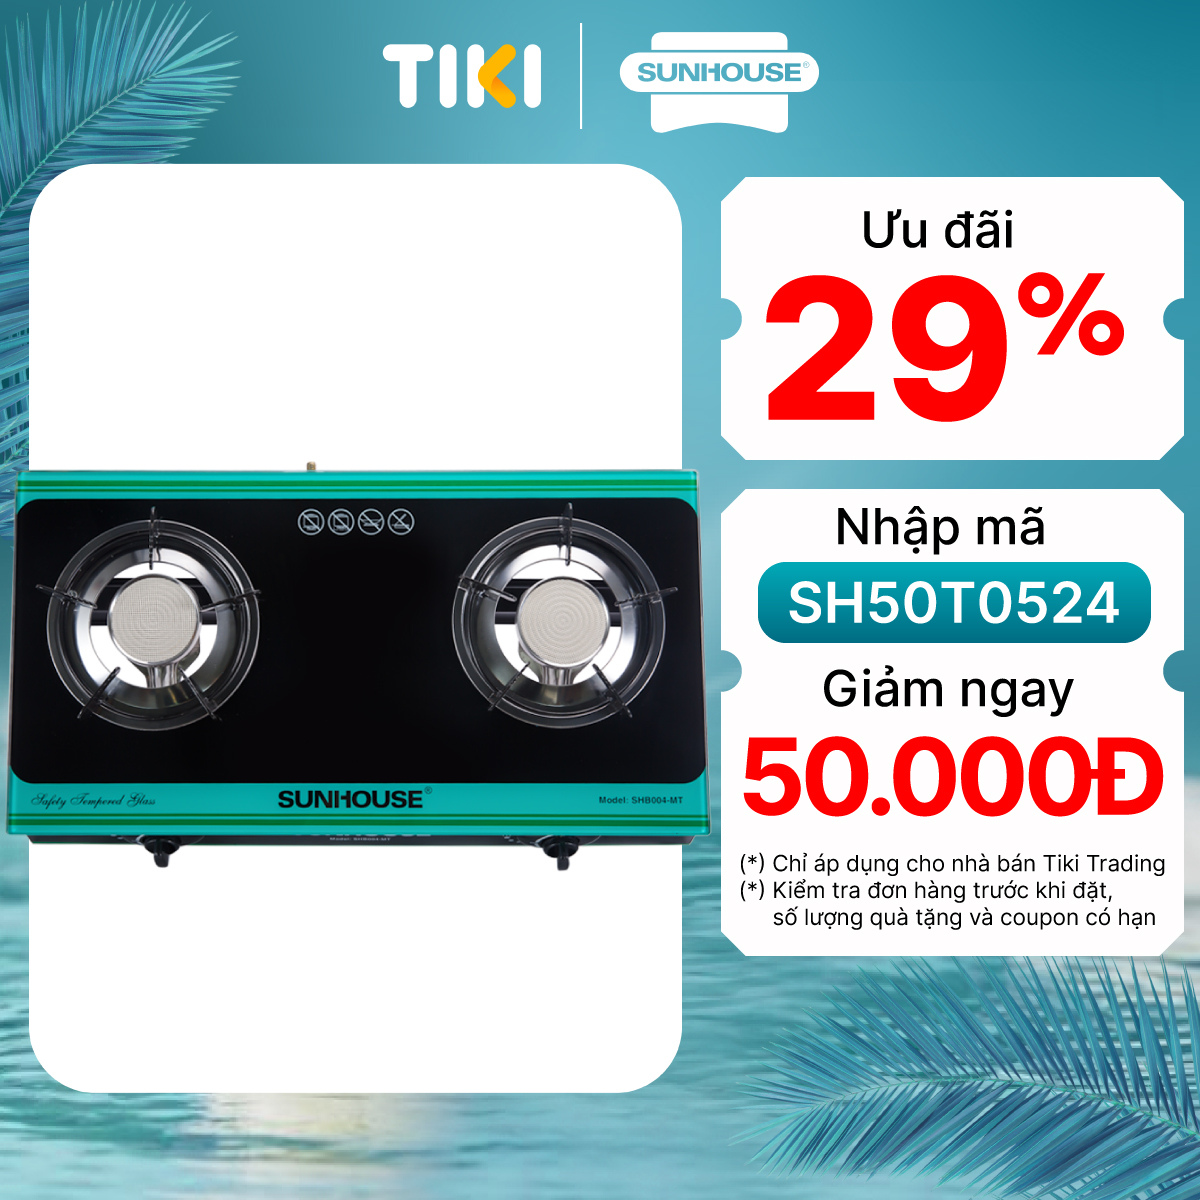 TIKI
SUNHOUSE®
Ưu đãi
29%
Nhập mã
SH50T0524
Giảm ngay
50.000Đ
(*) Chỉ áp dụng cho nhà bán Tiki Trading
(*) Kiểm tra đơn hàng trước khi đặt,
số lượng quà tặng và coupon có hạn
Safety Tempered Glass
SUNHOUSE®
Model: SHB004-MT